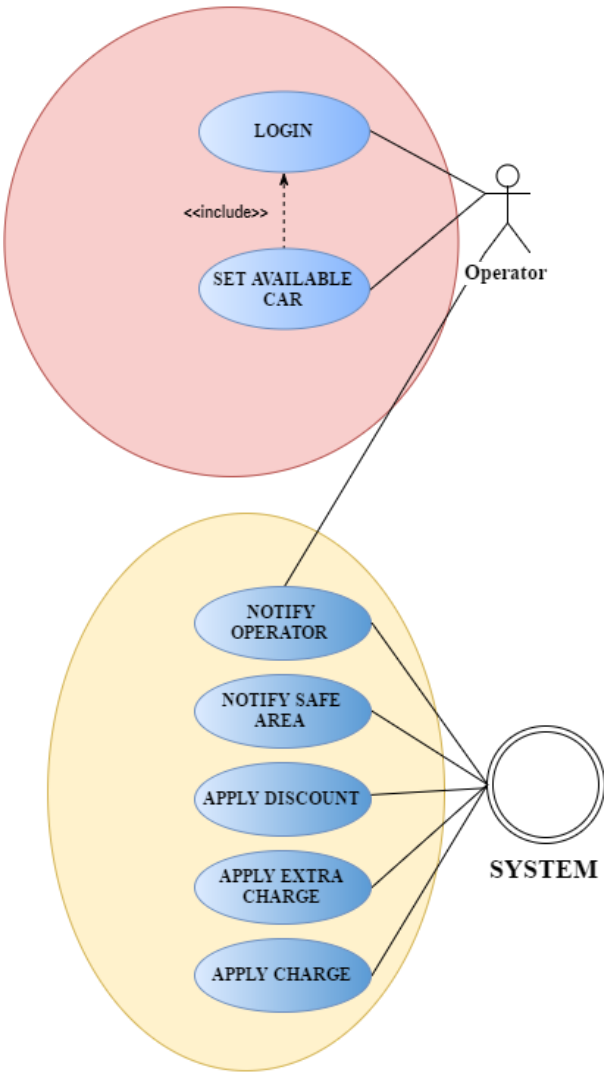 LOGIN
<<include>>
SET AVAILABLE
CAR
Operator
NOTIFY
OPERATOR
NOTIFY SAFE
AREA
APPLY DISCOUNT
APPLY EXTRA
CHARGE
APPLY CHARGE
SYSTEM